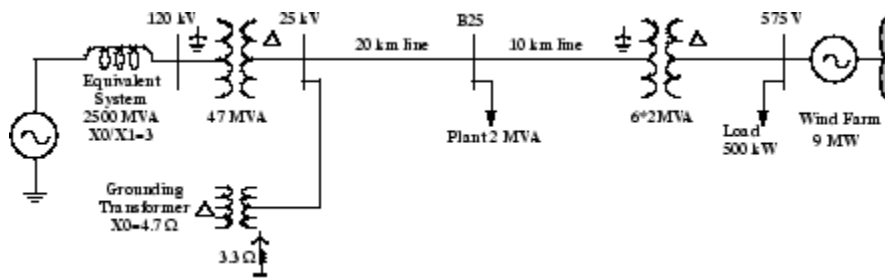 120 kV
25 kV
B25
575 V
20 km line
10 km line
Equivalent
System
2500 MVA
X0/X1=3
47 MVA
Plant 2 MVA
6*2MVA
Load
500 kW
Wind Farm
9 MW
Grounding
Transformer
X0=4.7 Ω
3.3 Ω